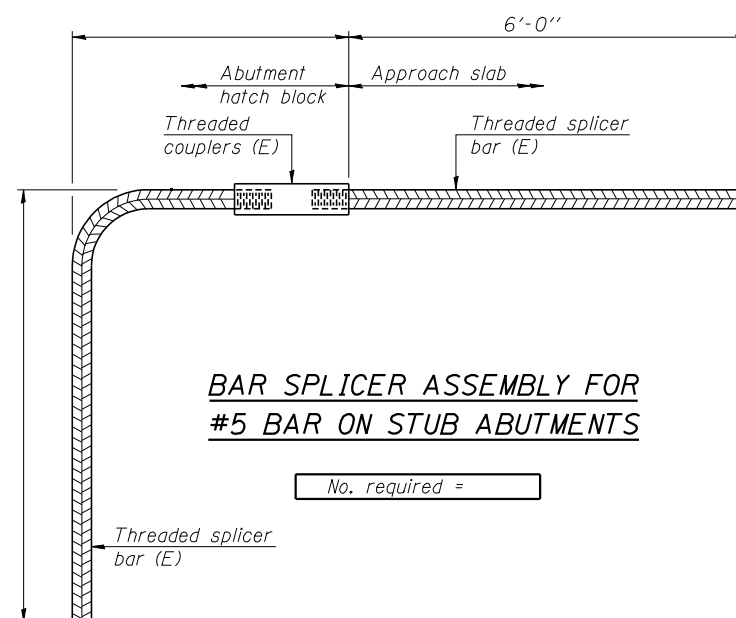 6'-0"
Abutment
hatch block
Approach slab
Threaded
couplers (E)
Threaded splicer
bar (E)
BAR SPLICER ASSEMBLY FOR
#5 BAR ON STUB ABUTMENTS
No. required =
Threaded splicer
bar (E)